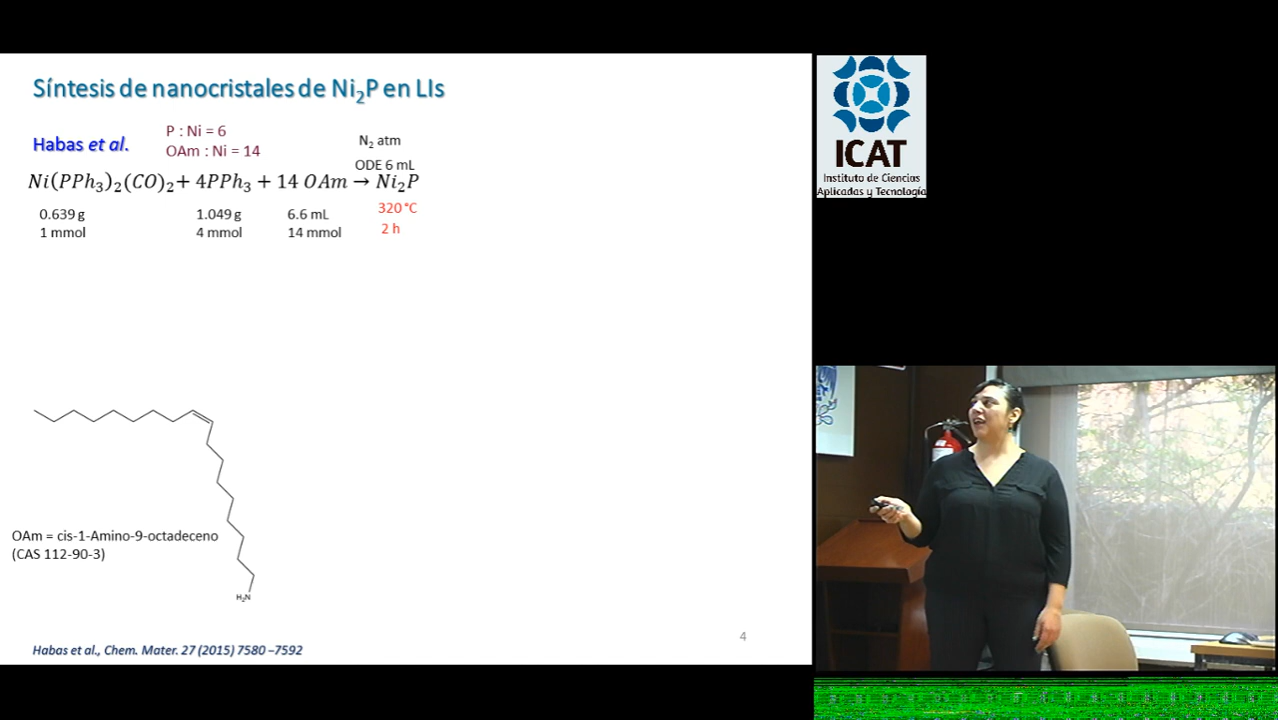 Síntesis de nanocristales de Ni₂P en LIs
Habas et al.
P : Ni = 6
OAm : Ni = 14
N₂ atm
ODE 6 mL
Ni(PPh₃)₂(CO)₂ + 4PPh₃ + 14 OAm → Ni₂P
0.639 g
1.049 g
6.6 mL
320 °C
1 mmol
4 mmol
14 mmol
2 h
OAm = cis-1-Amino-9-octadeceno
(CAS 112-90-3)
H₂N
Habas et al., Chem. Mater. 27 (2015) 7580 –7592
4
ICAT
Instituto de Ciencias
Aplicadas y Tecnología